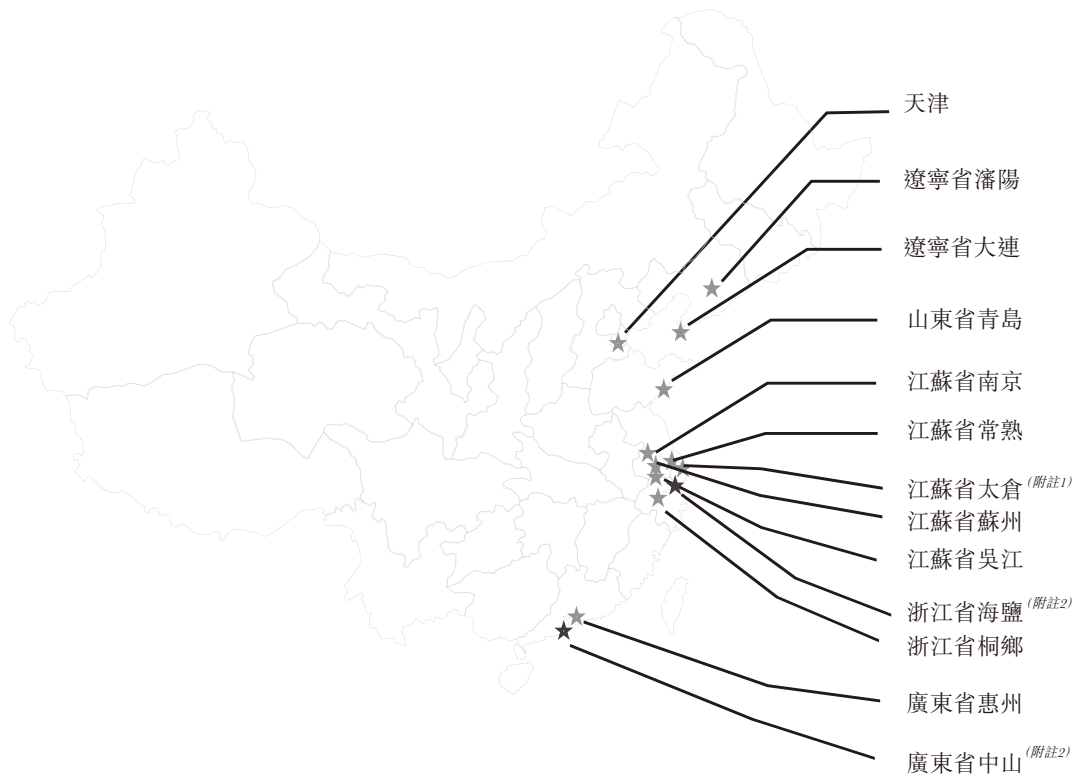 天津
遼寧省瀋陽
遼寧省大連
山東省青島
江蘇省南京
江蘇省常熟
江蘇省太倉(附註1)
江蘇省蘇州
江蘇省吳江
浙江省海鹽(附註2)
浙江省桐鄉
廣東省惠州
廣東省中山(附註2)